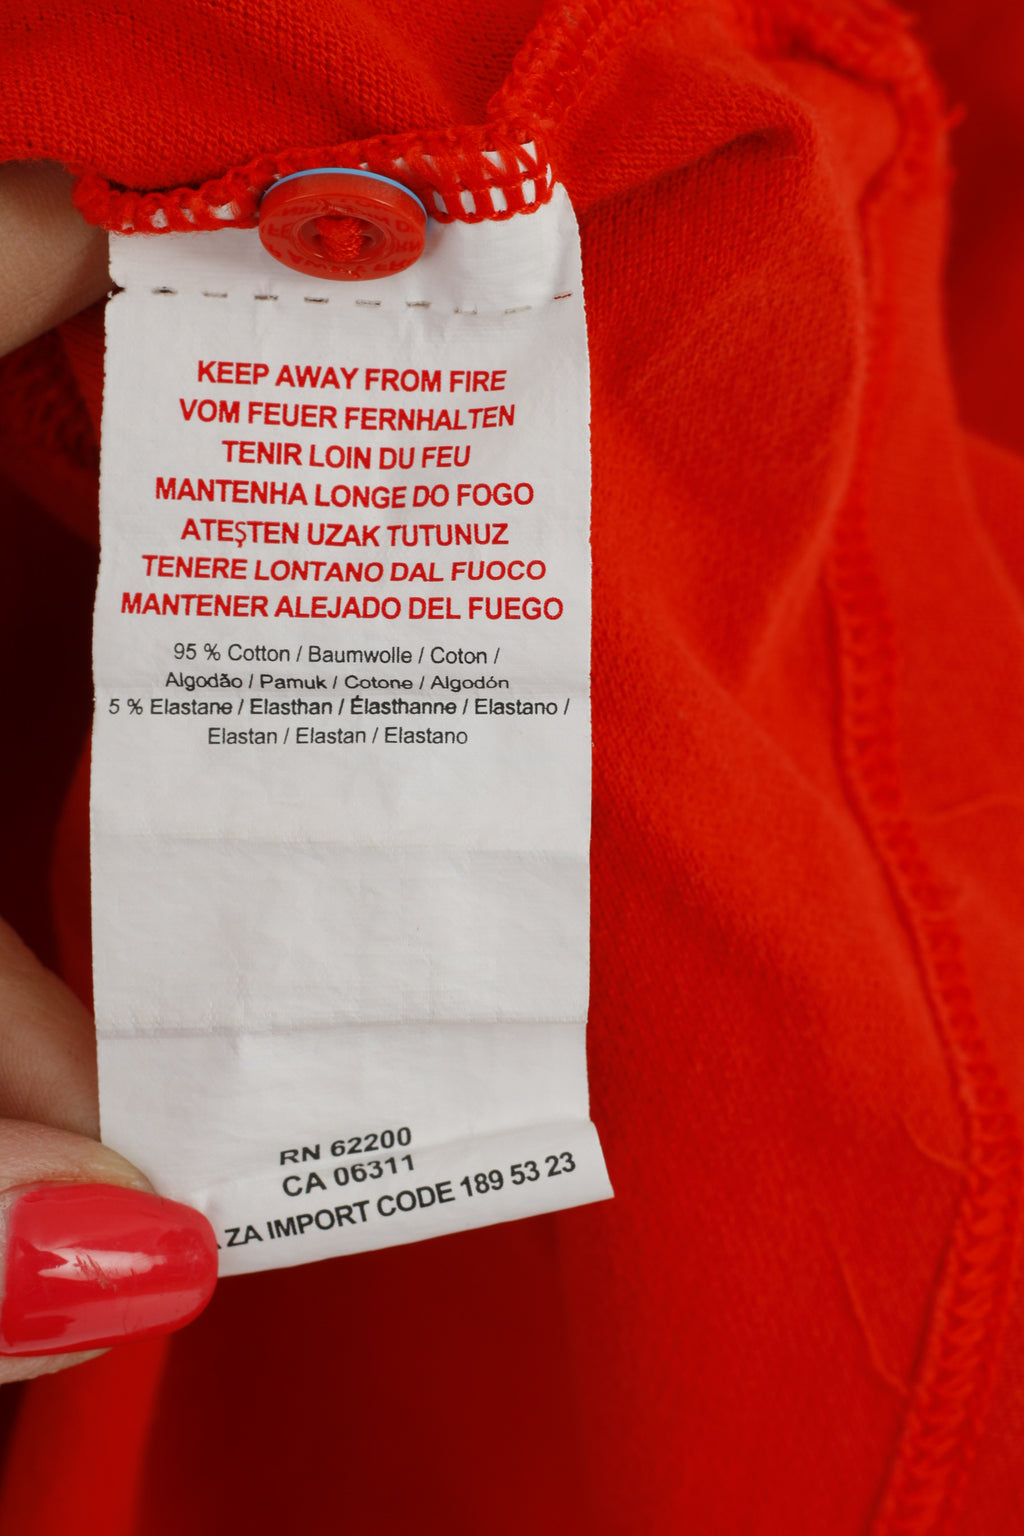 KEEP AWAY FROM FIRE
VOM FEUER FERNHALTEN
TENIR LOIN DU FEU
MANTENHA LONGE DO FOGO
ATEŞTEN UZAK TUTUNUZ
TENERE LONTANO DAL FUOCO
MANTENER ALEJADO DEL FUEGO
95 % Cotton / Baumwolle / Coton /
Algodão / Pamuk / Cotone / Algodón
5 % Elastane / Elasthan / Élasthanne / Elastano /
Elastan / Elastan / Elastano
RN 62200
CA 06311
ZA IMPORT CODE 189 53 23